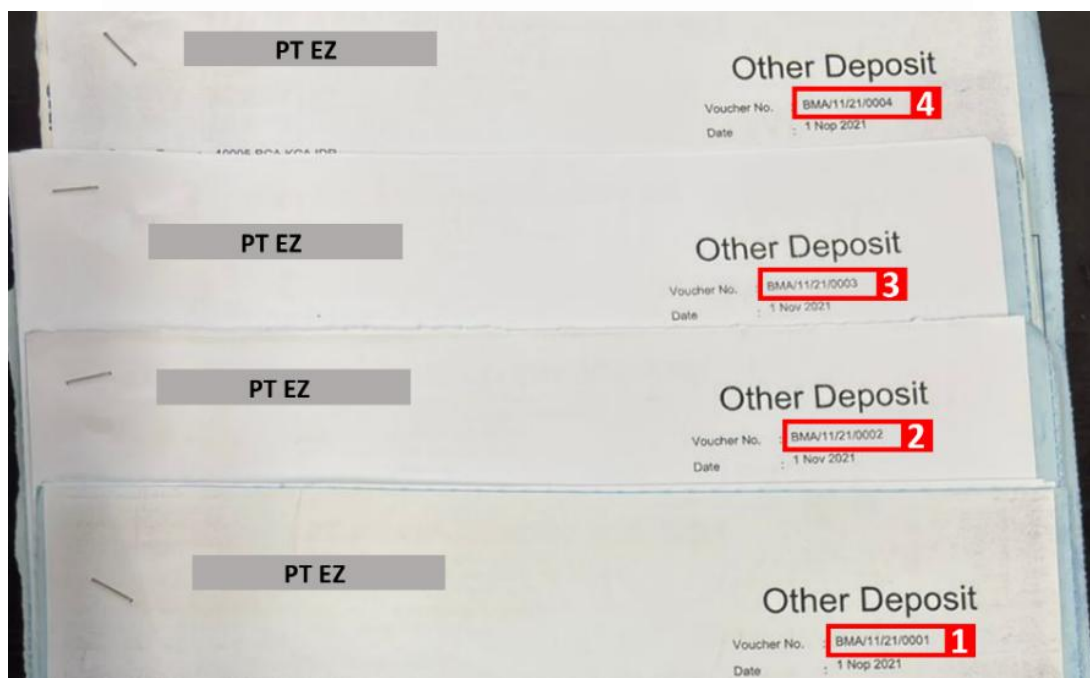 PT EZ
Other Deposit
Voucher No. : BMA/11/21/0004 4
Date : 1 Nop 2021
PT EZ
Other Deposit
Voucher No. : BMA/11/21/0003 3
Date : 1 Nov 2021
PT EZ
Other Deposit
Voucher No. : BMA/11/21/0002 2
Date : 1 Nov 2021
PT EZ
Other Deposit
Voucher No. : BMA/11/21/0001 1
Date : 1 Nop 2021